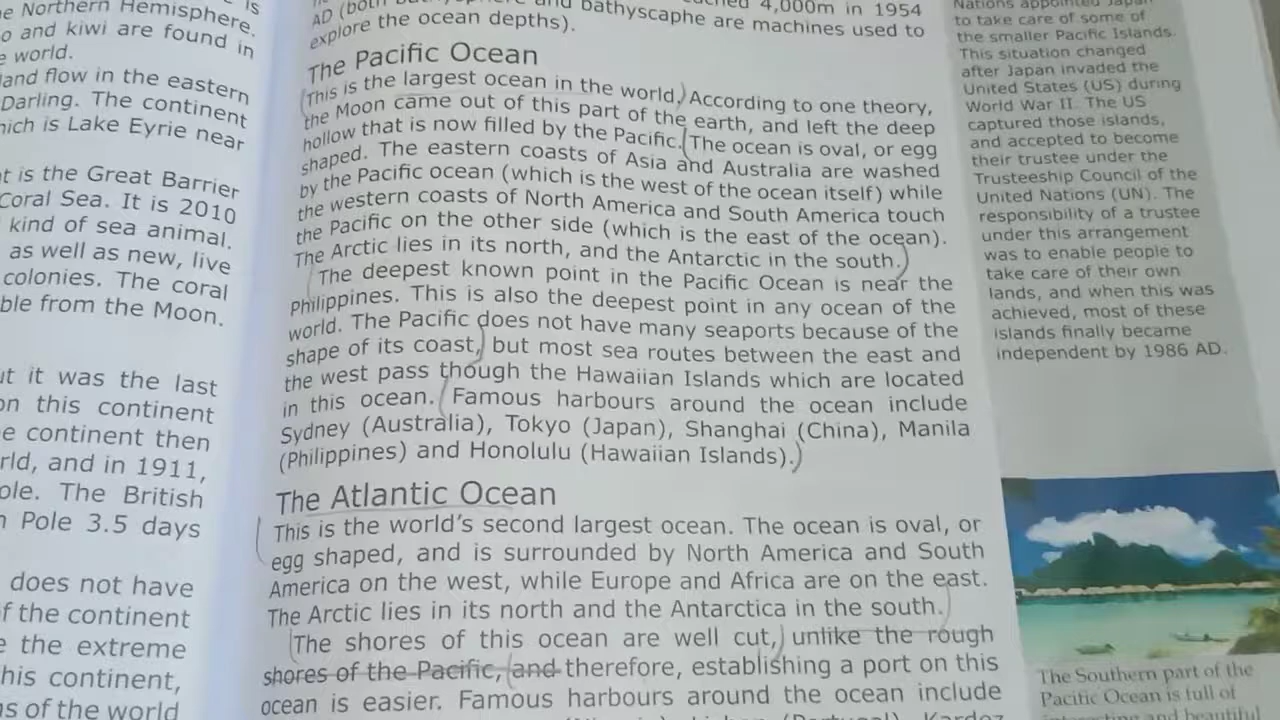 e Northern Hemisphere.
o and kiwi are found in
e world.
and flow in the eastern
Darling. The continent
hich is Lake Eyrie near
t is the Great Barrier
Coral Sea. It is 2010
kind of sea animal.
as well as new, live
colonies. The coral
ble from the Moon.
ut it was the last
on this continent
e continent then
rld, and in 1911,
ole. The British
n Pole 3.5 days
does not have
of the continent
e the extreme
his continent,
ns of the world
4,000m in 1954
AD (both and bathyscaphe are machines used to
explore the ocean depths).
The Pacific Ocean
This is the largest ocean in the world. According to one theory,
the Moon came out of this part of the earth, and left the deep
hollow that is now filled by the Pacific. The ocean is oval, or egg
shaped. The eastern coasts of Asia and Australia are washed
by the Pacific ocean (which is the west of the ocean itself) while
the western coasts of North America and South America touch
the Pacific on the other side (which is the east of the ocean).
The Arctic lies in its north, and the Antarctic in the south.
The deepest known point in the Pacific Ocean is near the
Philippines. This is also the deepest point in any ocean of the
world. The Pacific does not have many seaports because of the
shape of its coast, but most sea routes between the east and
the west pass though the Hawaiian Islands which are located
in this ocean. Famous harbours around the ocean include
Sydney (Australia), Tokyo (Japan), Shanghai (China), Manila
(Philippines) and Honolulu (Hawaiian Islands).
The Atlantic Ocean
This is the world's second largest ocean. The ocean is oval, or
egg shaped, and is surrounded by North America and South
America on the west, while Europe and Africa are on the east.
The Arctic lies in its north and the Antarctica in the south.
The shores of this ocean are well cut, unlike the rough
shores of the Pacific, and therefore, establishing a port on this
ocean is easier. Famous harbours around the ocean include
Nations appointed Japan
to take care of some of
the smaller Pacific Islands.
This situation changed
after Japan invaded the
United States (US) during
World War II. The US
captured those islands,
and accepted to become
their trustee under the
Trusteeship Council of the
United Nations (UN). The
responsibility of a trustee
under this arrangement
was to enable people to
take care of their own
lands, and when this was
achieved, most of these
islands finally became
independent by 1986 AD.
The Southern part of the
Pacific Ocean is full of
and beautiful